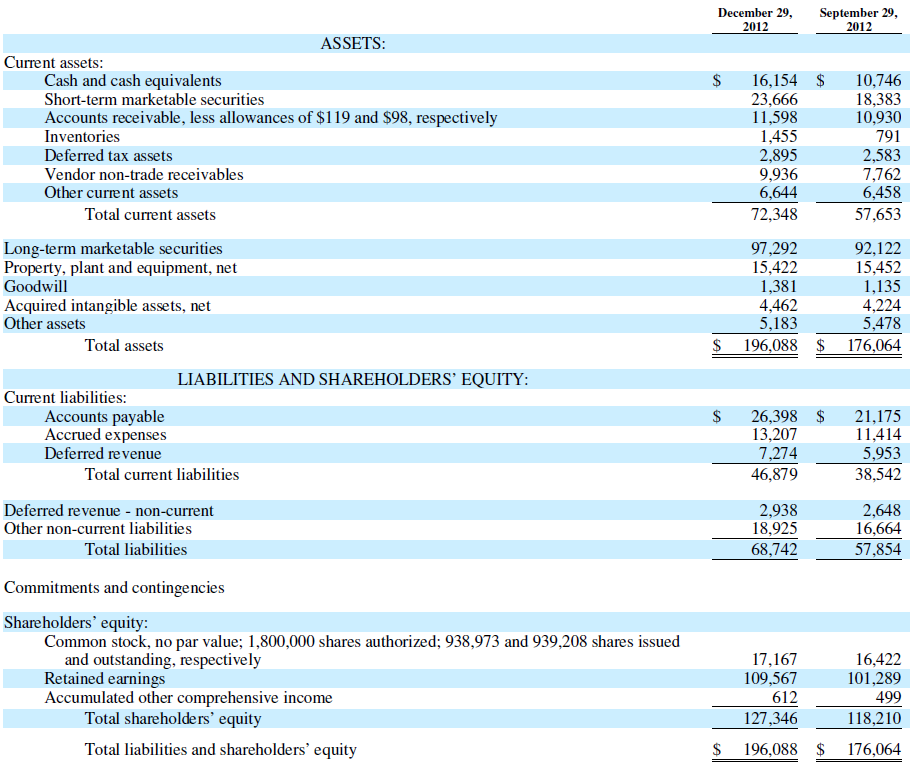 December 29, September 29,
2012 2012
ASSETS:
Current assets:
Cash and cash equivalents $ 16,154 $ 10,746
Short-term marketable securities 23,666 18,383
Accounts receivable, less allowances of $119 and $98, respectively 11,598 10,930
Inventories 1,455 791
Deferred tax assets 2,895 2,583
Vendor non-trade receivables 9,936 7,762
Other current assets 6,644 6,458
Total current assets 72,348 57,653
Long-term marketable securities 97,292 92,122
Property, plant and equipment, net 15,422 15,452
Goodwill 1,381 1,135
Acquired intangible assets, net 4,462 4,224
Other assets 5,183 5,478
Total assets $ 196,088 $ 176,064
LIABILITIES AND SHAREHOLDERS’ EQUITY:
Current liabilities:
Accounts payable $ 26,398 $ 21,175
Accrued expenses 13,207 11,414
Deferred revenue 7,274 5,953
Total current liabilities 46,879 38,542
Deferred revenue - non-current 2,938 2,648
Other non-current liabilities 18,925 16,664
Total liabilities 68,742 57,854
Commitments and contingencies
Shareholders’ equity:
Common stock, no par value; 1,800,000 shares authorized; 938,973 and 939,208 shares issued
and outstanding, respectively 17,167 16,422
Retained earnings 109,567 101,289
Accumulated other comprehensive income 612 499
Total shareholders’ equity 127,346 118,210
Total liabilities and shareholders’ equity $ 196,088 $ 176,064